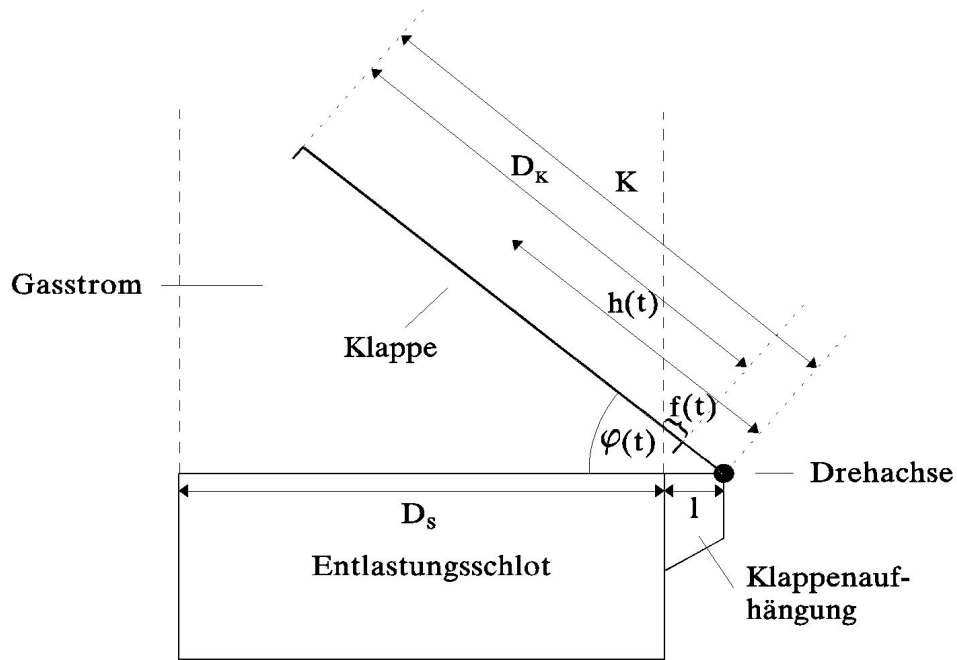 D_K
K
Gasstrom
h(t)
Klappe
f(t)
φ(t)
Drehachse
D_s
l
Entlastungsschlot
Klappenauf-
hängung